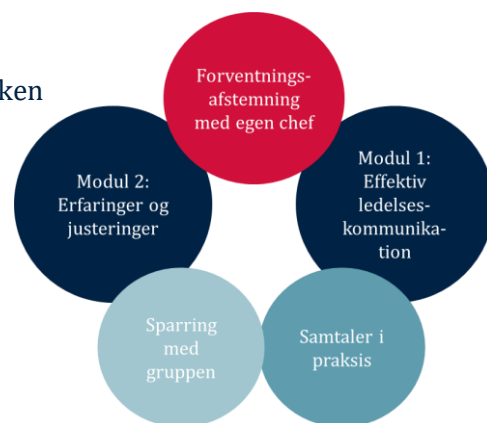 ken
Forventnings-
afstemning
med egen chef
Modul 1:
Effektiv
ledelses-
kommunika-
tion
Samtaler i
praksis
Sparring
med
gruppen
Modul 2:
Erfaringer og
justeringer